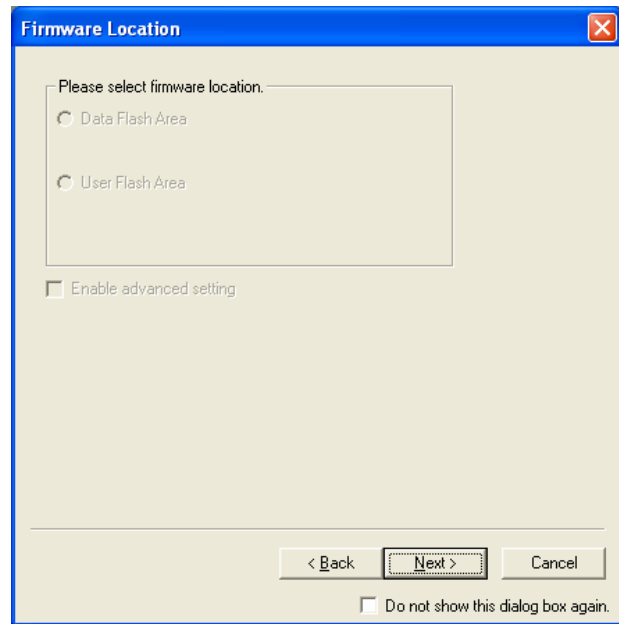 Firmware Location
Please select firmware location.
Data Flash Area
User Flash Area
Enable advanced setting
< Back
Next >
Cancel
Do not show this dialog box again.